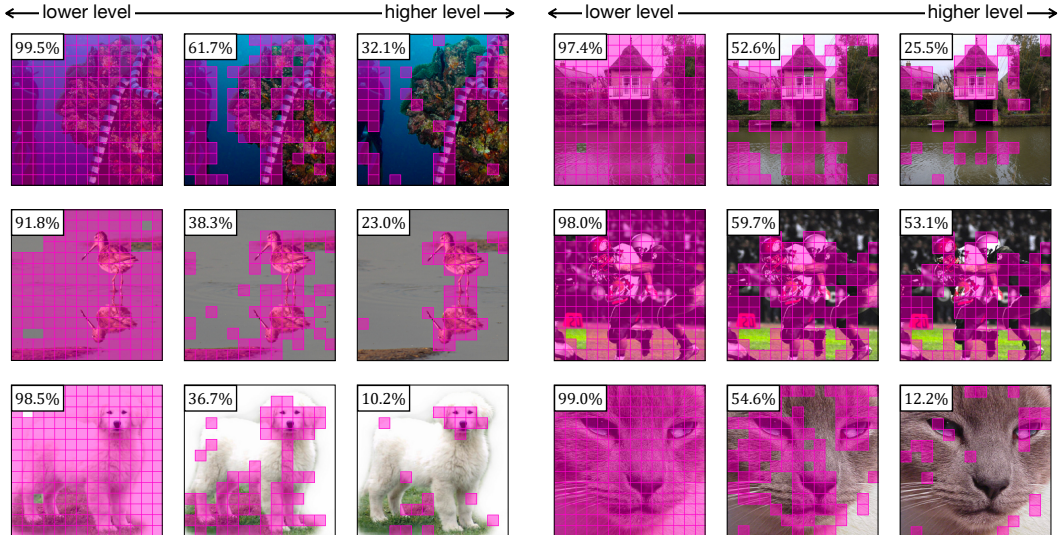 lower level higher level lower level higher level
99.5% 61.7% 32.1% 97.4% 52.6% 25.5%
91.8% 38.3% 23.0% 98.0% 59.7% 53.1%
98.5% 36.7% 10.2% 99.0% 54.6% 12.2%